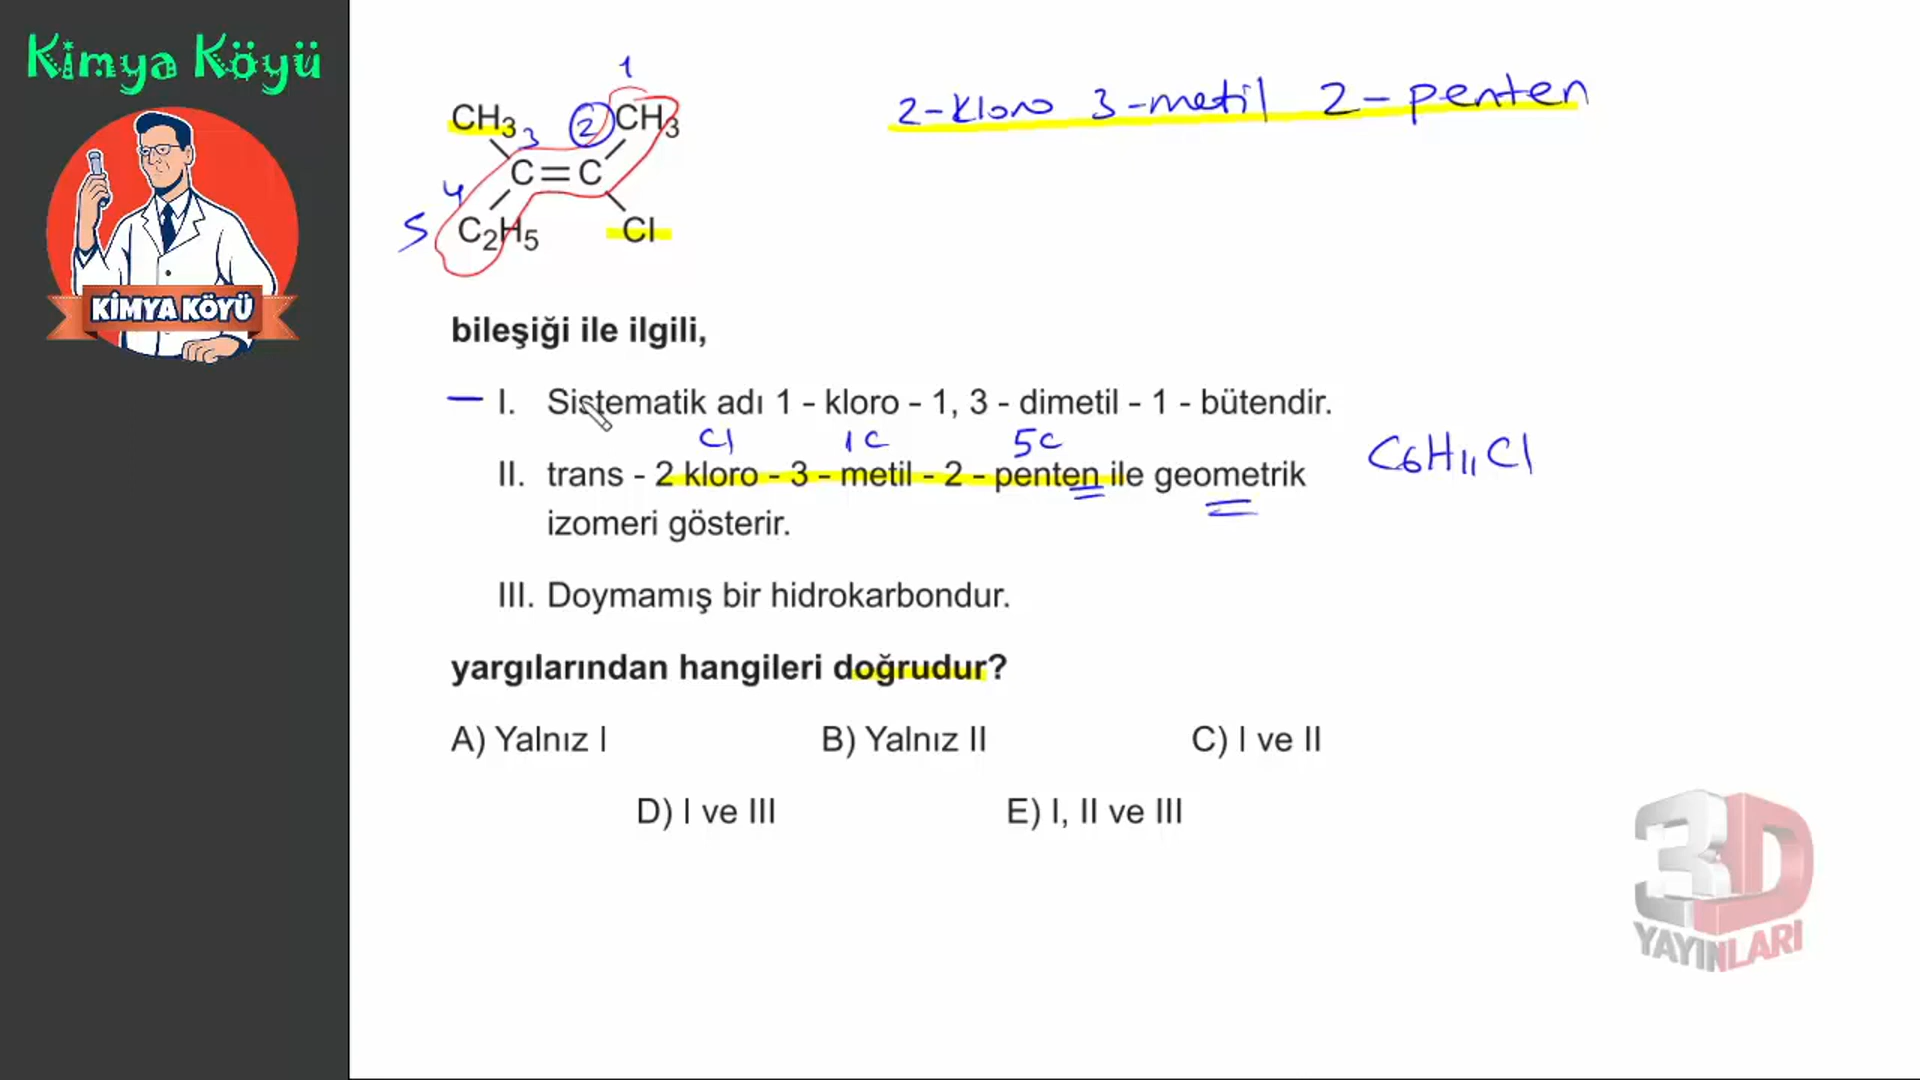 Kimya Köyü
KİMYA KÖYÜ
1
CH₃ 3 2 CH₃
2-kloro 3-metil 2-penten
C=C
4
5 C₂H₅ Cl
bileşiği ile ilgili,
– I. Sistematik adı 1 - kloro - 1, 3 - dimetil - 1 - bütendir.
Cl 1C 5C
C₆H₁₁Cl
II. trans - 2 kloro - 3 - metil - 2 - penten ile geometrik
izomeri gösterir.
III. Doymamış bir hidrokarbondur.
yargılarından hangileri doğrudur?
A) Yalnız I B) Yalnız II C) I ve II
D) I ve III E) I, II ve III
3D
YAYINLARI